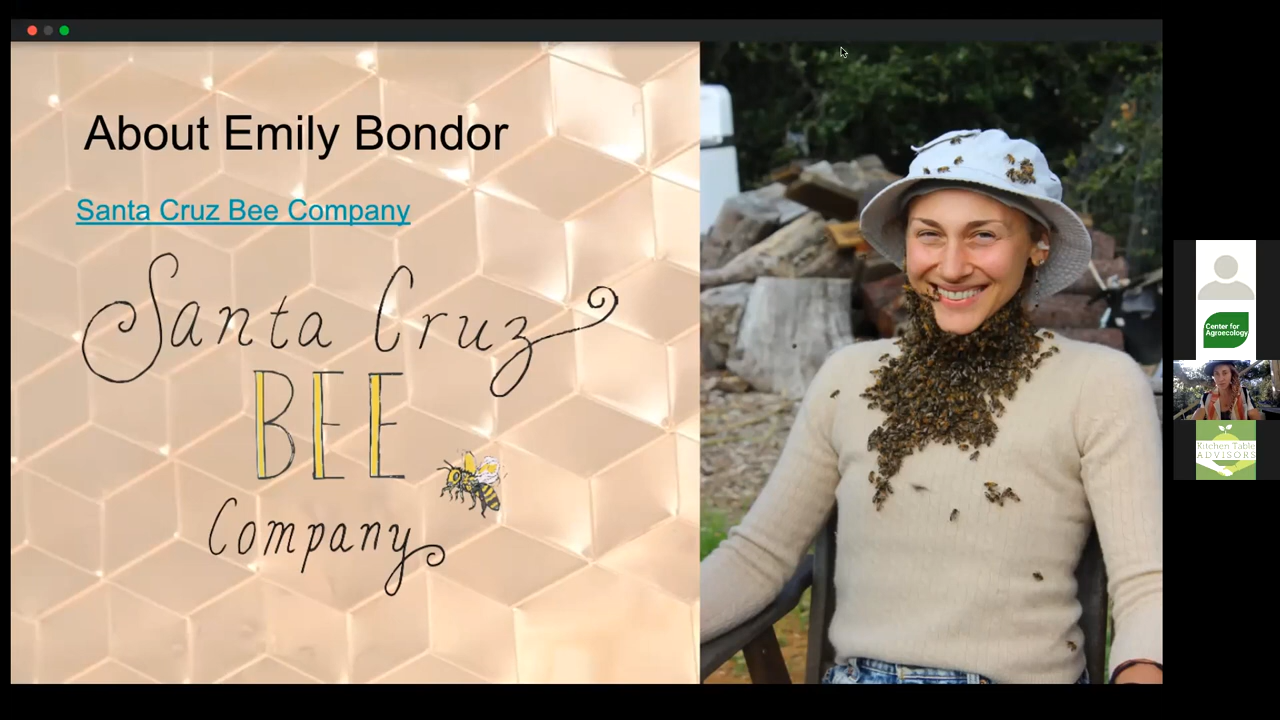 About Emily Bondor
Santa Cruz Bee Company
Santa Cruz
BEE
Company
Center for
Agroecology
Kitchen Table
ADVISORS